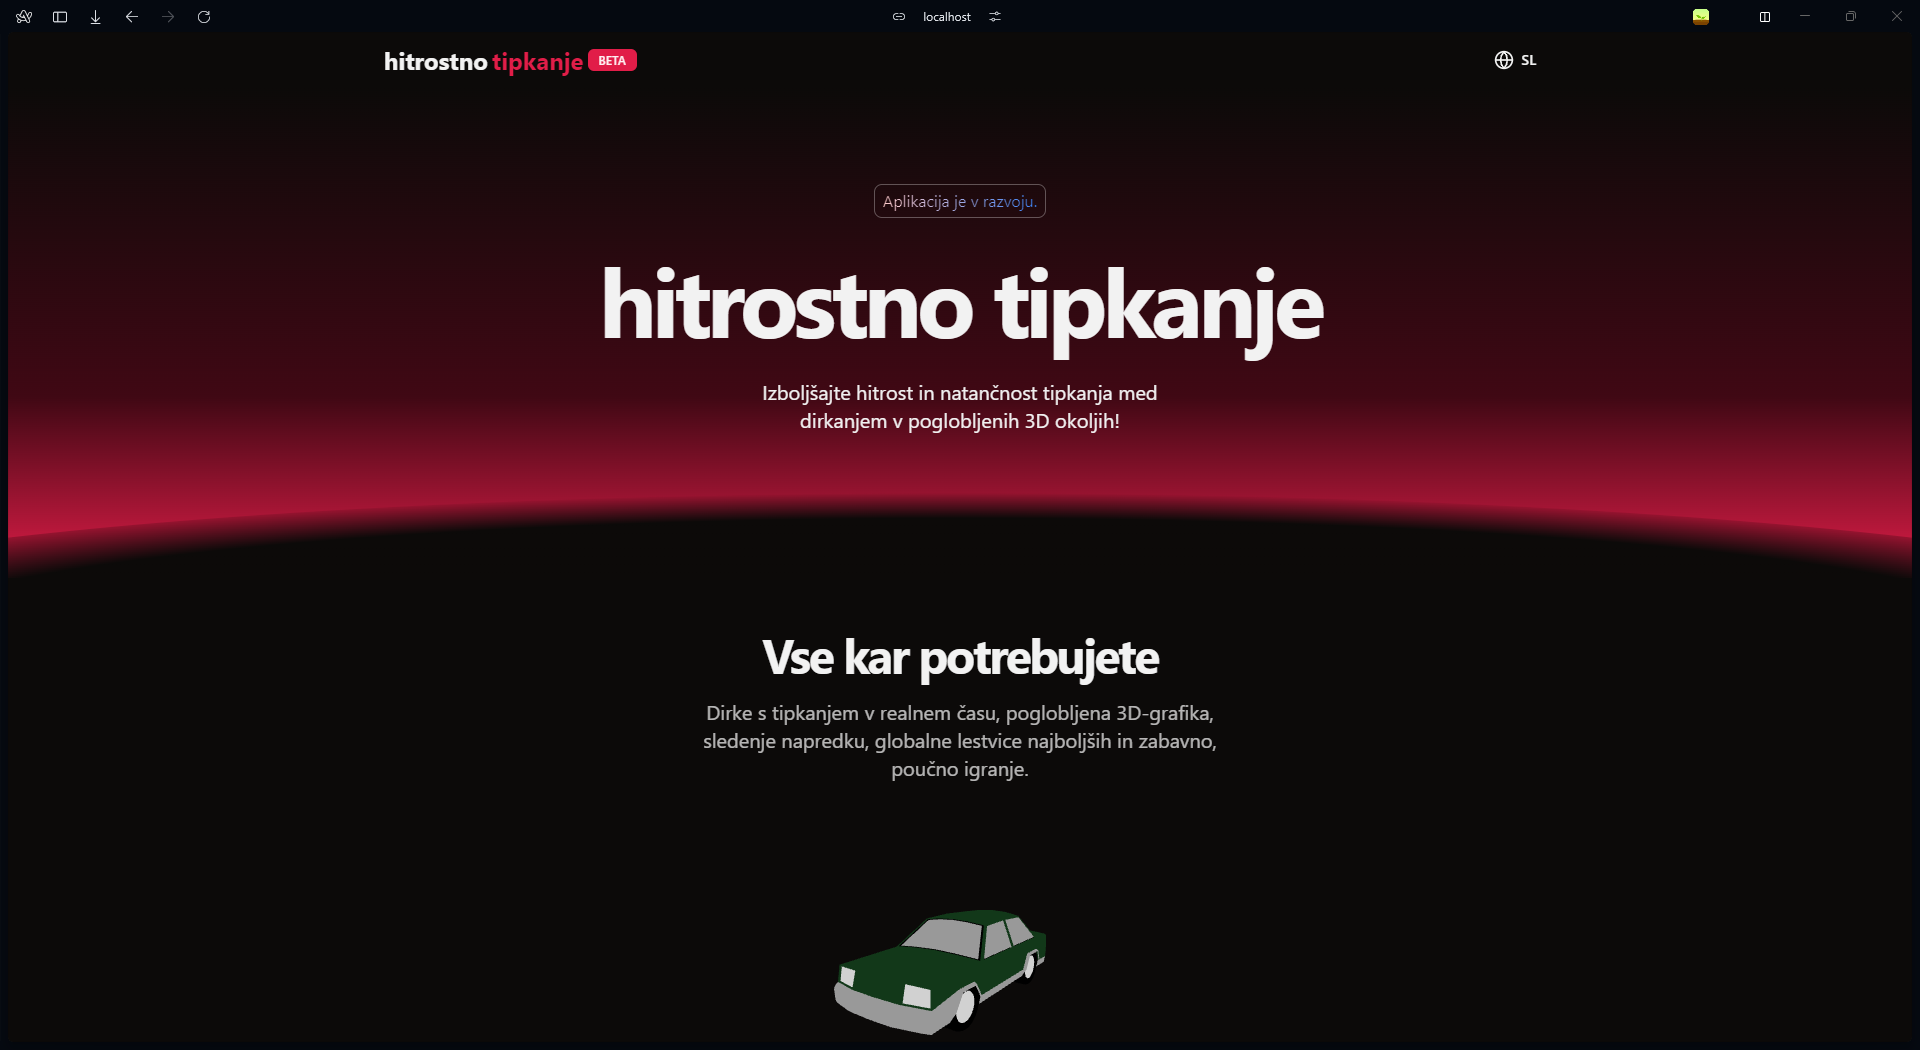 localhost
hitrostno tipkanje BETA
SL
Aplikacija je v razvoju.
hitrostno tipkanje
Izboljšajte hitrost in natančnost tipkanja med
dirkanjem v poglobljenih 3D okoljih!
Vse kar potrebujete
Dirke s tipkanjem v realnem času, poglobljena 3D-grafika,
sledenje napredku, globalne lestvice najboljših in zabavno,
poučno igranje.